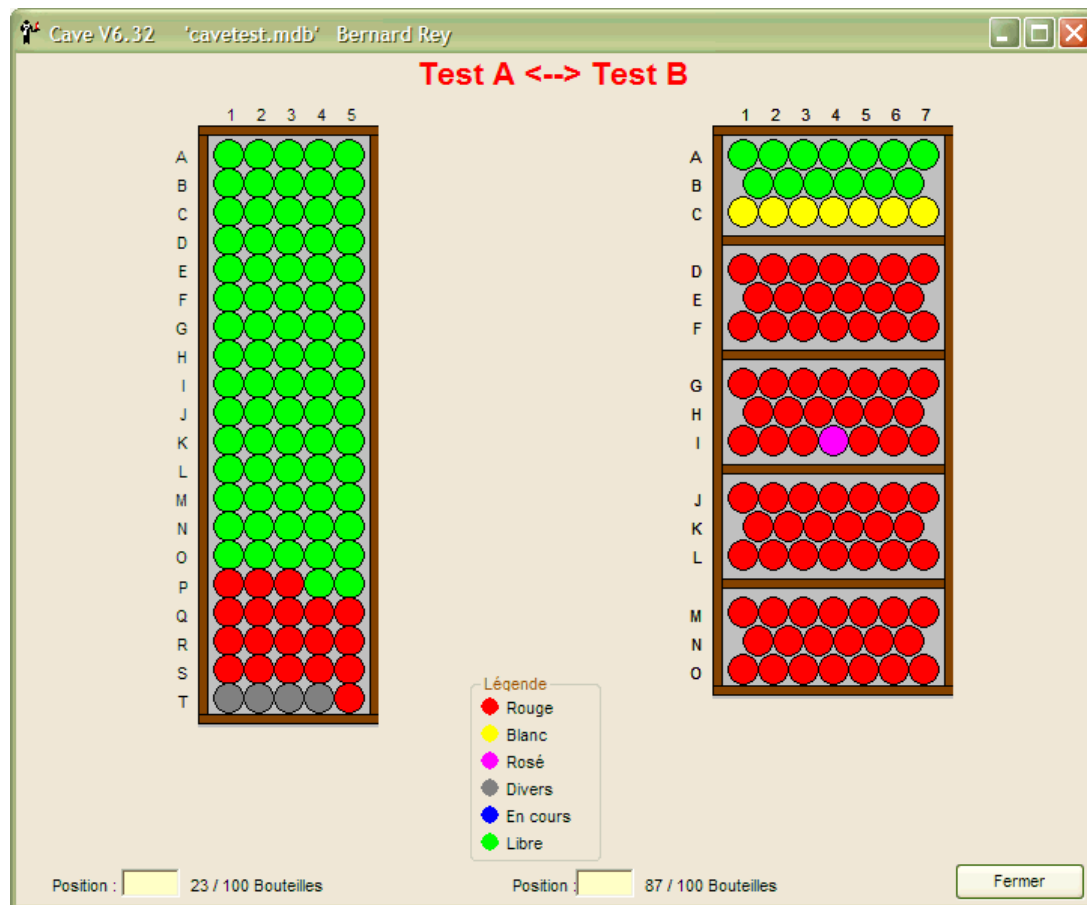 Cave V6.32 'cavetest.mdb' Bernard Rey
Test A <--> Test B
1 2 3 4 5
A
B
C
D
E
F
G
H
I
J
K
L
M
N
O
P
Q
R
S
T
1 2 3 4 5 6 7
A
B
C
D
E
F
G
H
I
J
K
L
M
N
O
Légende
Rouge
Blanc
Rosé
Divers
En cours
Libre
Position : 23 / 100 Bouteilles
Position : 87 / 100 Bouteilles
Fermer